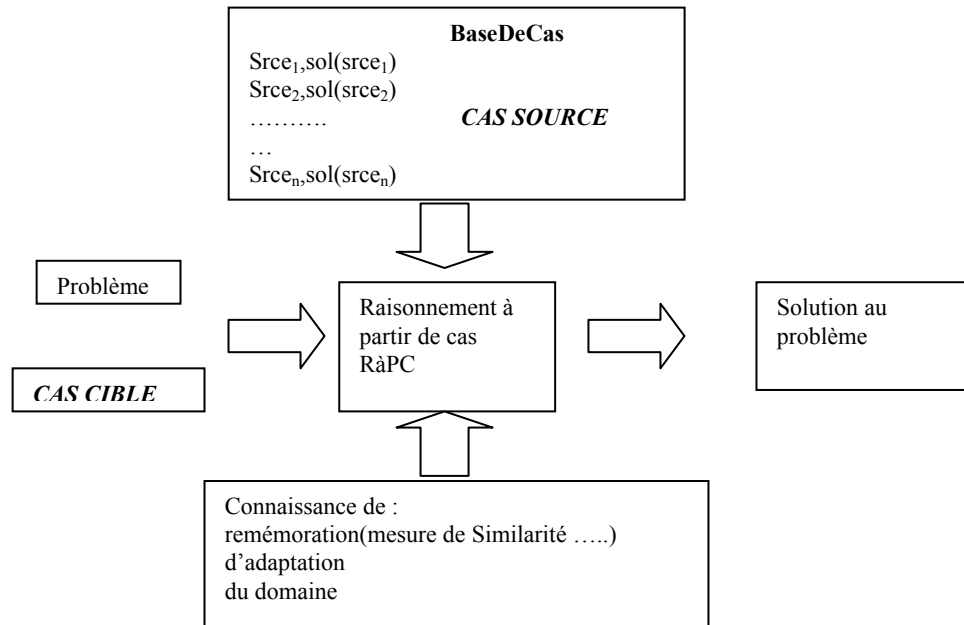 BaseDeCas
Srce₁,sol(srce₁)
Srce₂,sol(srce₂)
……….
CAS SOURCE
…
Srceₙ,sol(srceₙ)
Problème
CAS CIBLE
Raisonnement à
partir de cas
RàPC
Solution au
problème
Connaissance de :
remémoration(mesure de Similarité …..)
d’adaptation
du domaine